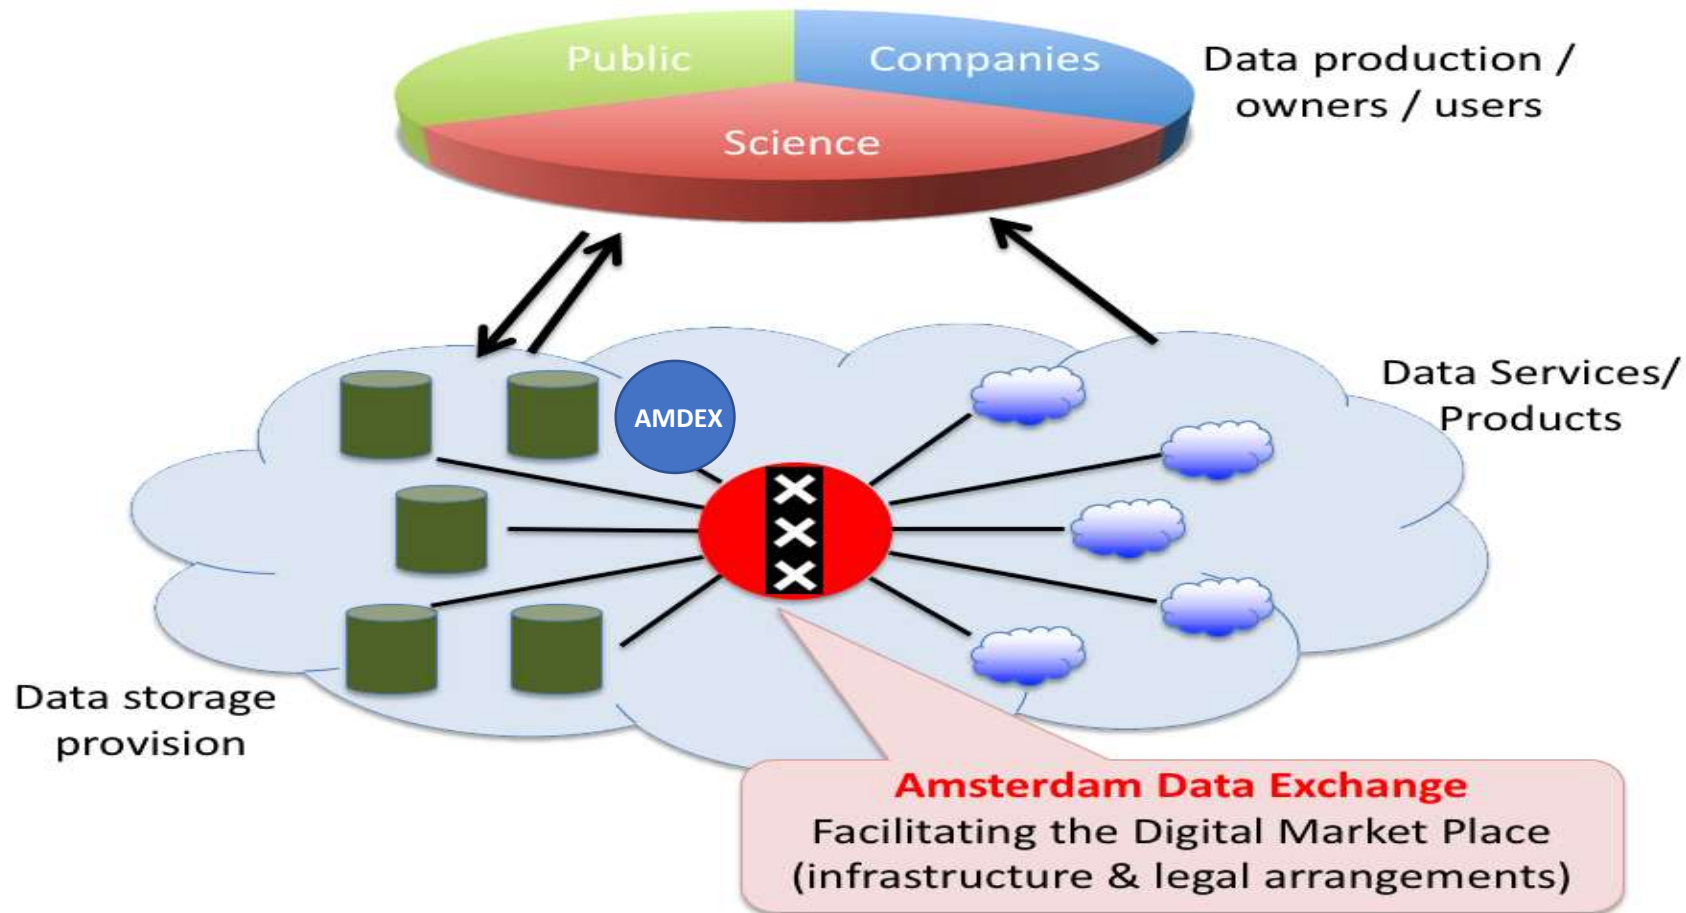 Public
Companies
Data production /
owners / users
Science
AMDEX
Data Services/
Products
X
X
X
Data storage
provision
Amsterdam Data Exchange
Facilitating the Digital Market Place
(infrastructure & legal arrangements)